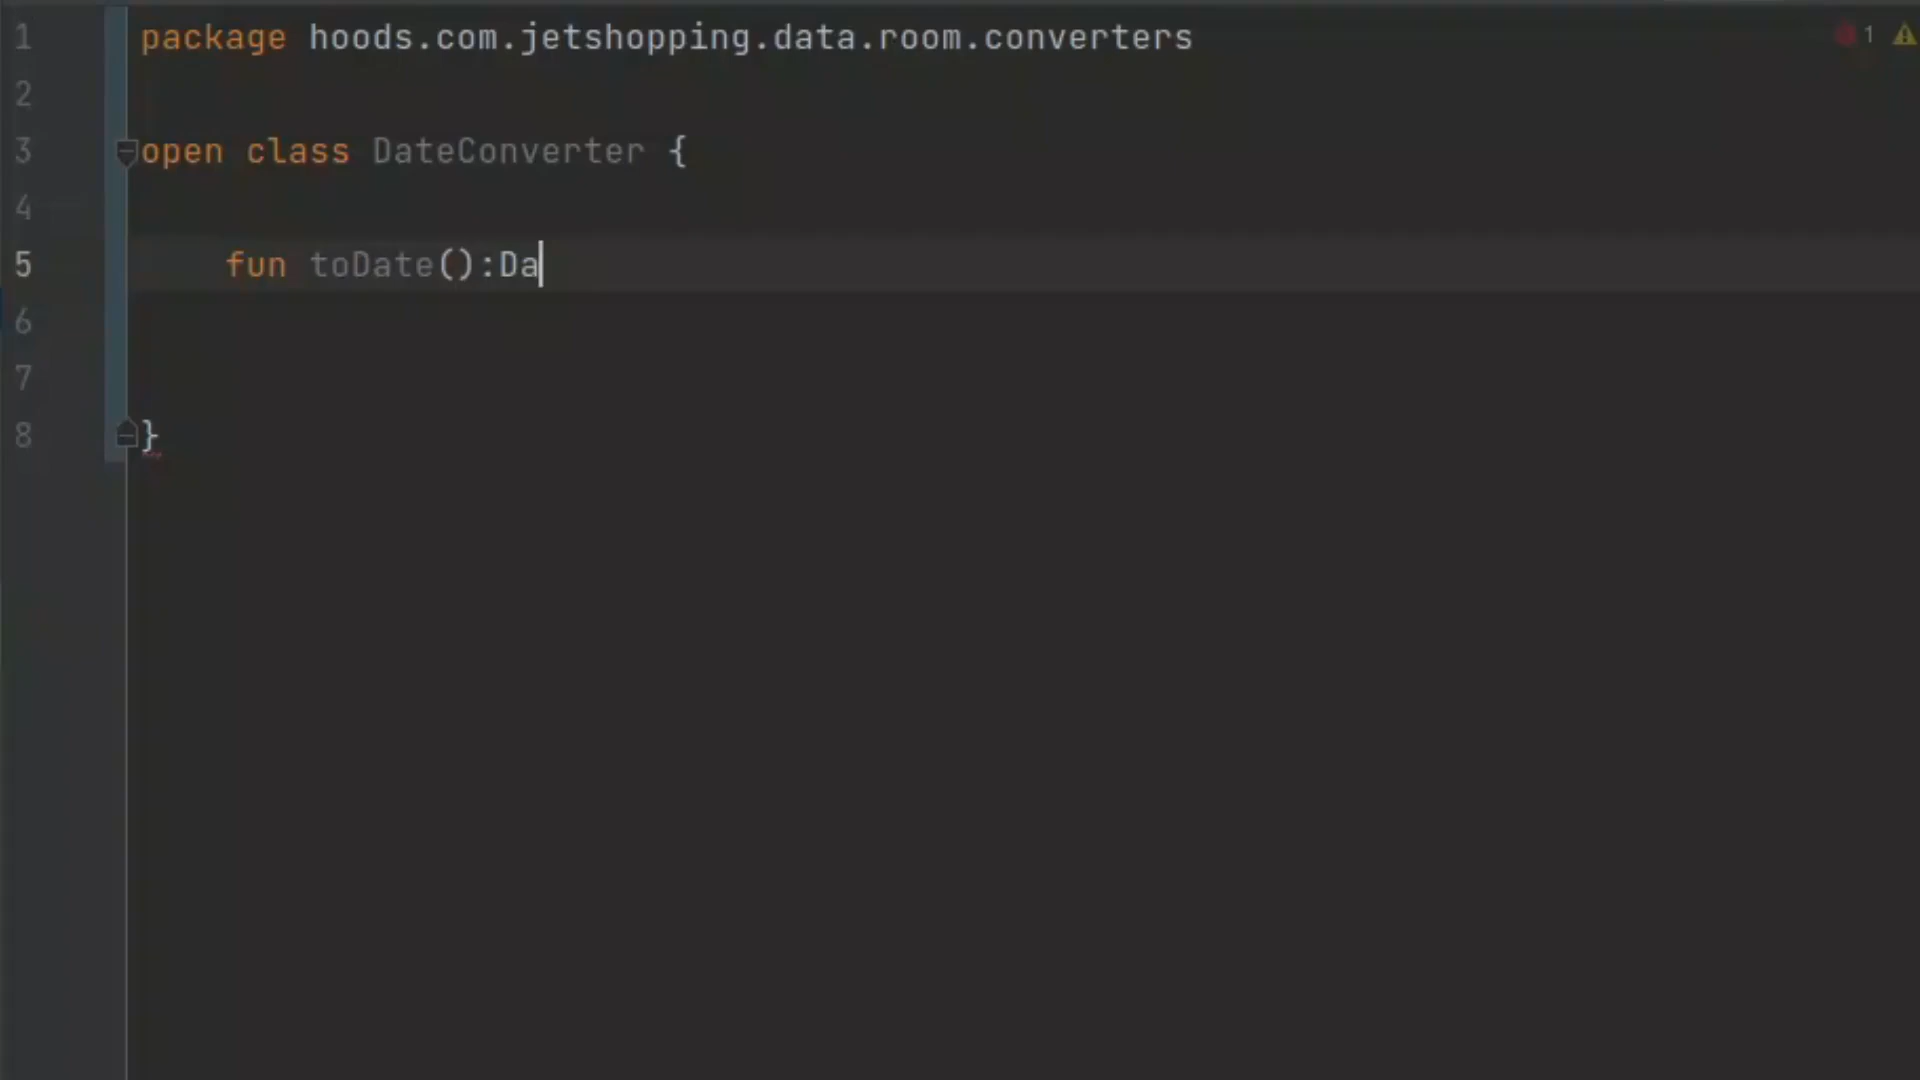 1 package hoods.com.jetshopping.data.room.converters 1
2
3 open class DateConverter {
4
5 fun toDate():Da
6
7
8 }